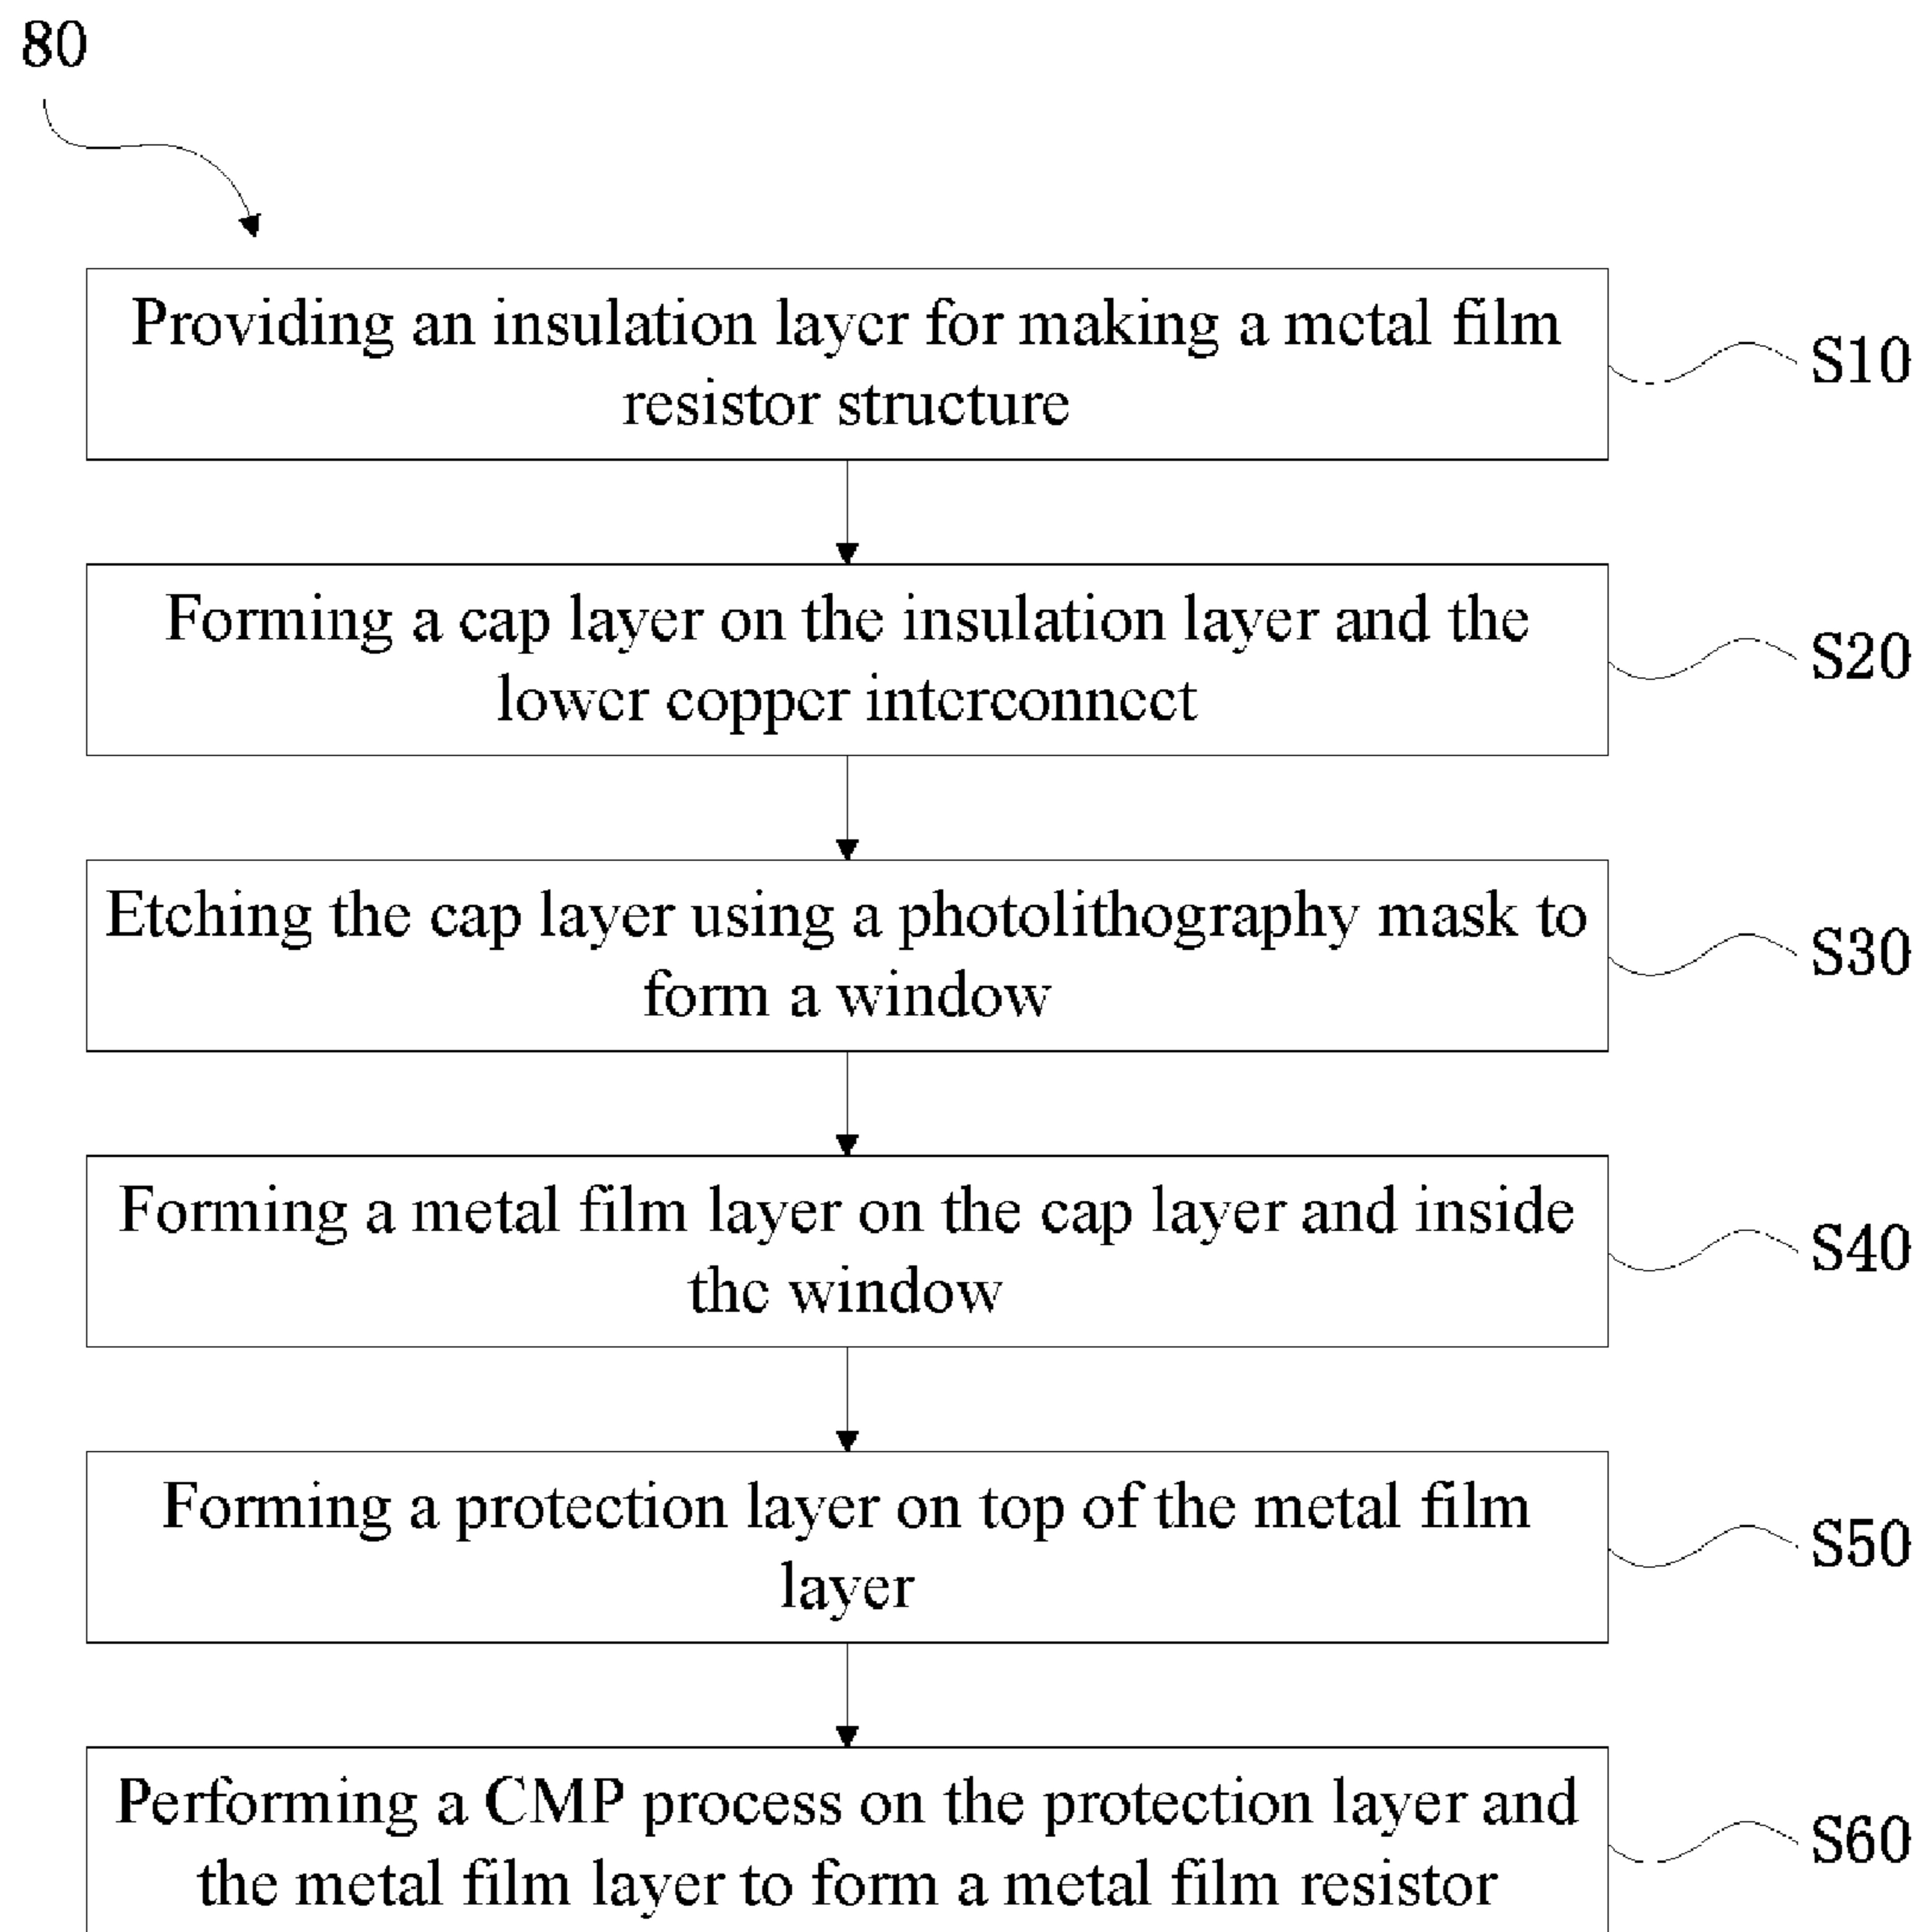 80
Providing an insulation layer for making a metal film
resistor structure
S10
Forming a cap layer on the insulation layer and the
lower copper interconnect
S20
Etching the cap layer using a photolithography mask to
form a window
S30
Forming a metal film layer on the cap layer and inside
the window
S40
Forming a protection layer on top of the metal film
layer
S50
Performing a CMP process on the protection layer and
the metal film layer to form a metal film resistor
S60